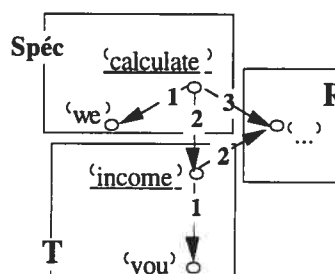 Spéc
(calculate)
(we)
1
3
2
R
(...)
(income)
2
1
T
(you)